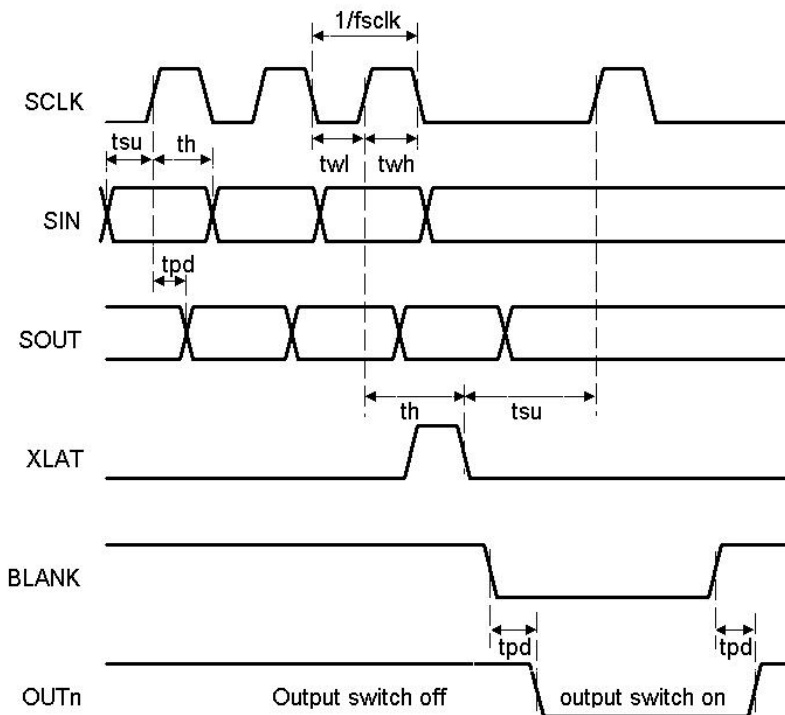 1/fsclk
SCLK
tsu
th
twl
twh
SIN
tpd
SOUT
th
tsu
XLAT
BLANK
tpd
tpd
OUTn
Output switch off
output switch on